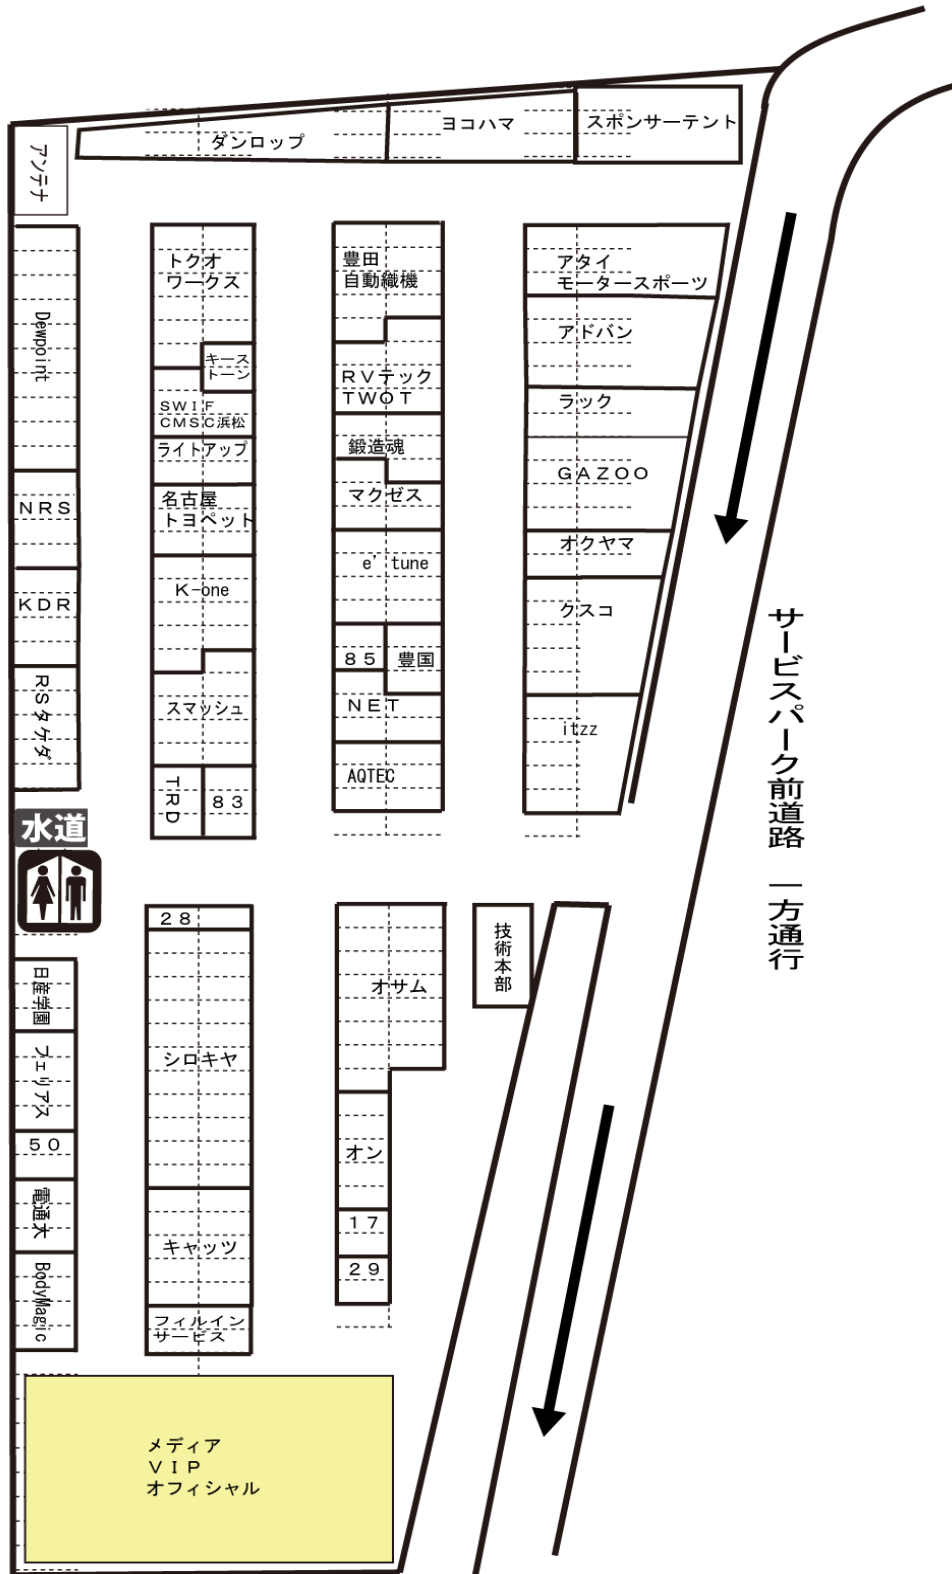 ダンロップ
ヨコハマ
スポンサーテント
アンテナ
Dewpoint
NRS
KDR
RSタケダ
トクオ
ワークス
キース
トーン
SWIF
CMSC浜松
ライトアップ
名古屋
トヨペット
K-one
スマッシュ
TRD
83
豊田
自動織機
RVテック
TWOT
鍛造魂
マクゼス
e' tune
85
豊国
NET
AQTEC
アタイ
モータースポーツ
アドバン
ラック
GAZOO
オクヤマ
クスコ
itzz
サービスパーク前道路 一方通行
水道
日産学園
フェリアス
50
電通大
BodyMagic
28
シロキヤ
キャッツ
フィルイン
サービス
オサム
オン
17
29
技術本部
メディア
VIP
オフィシャル